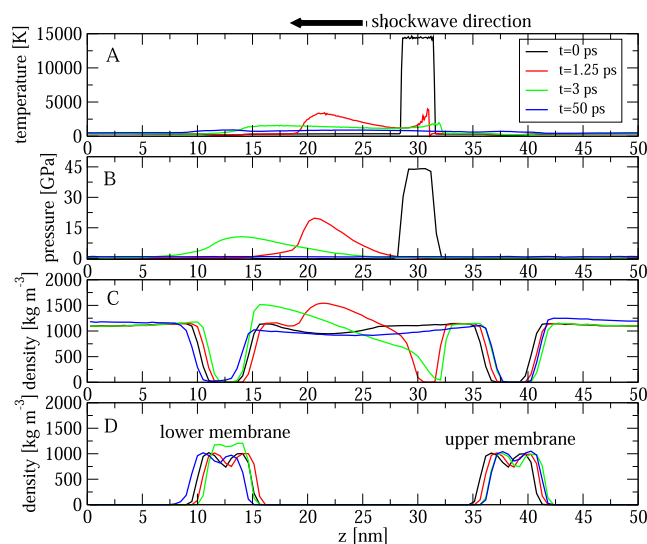 shockwave direction
temperature [K]
15000
10000
5000
0
A
t=0 ps
t=1.25 ps
t=3 ps
t=50 ps
0 5 10 15 20 25 30 35 40 45 50
pressure [GPa]
45
30
15
0
B
0 5 10 15 20 25 30 35 40 45 50
density [kg m⁻³]
2000
1500
1000
500
0
C
0 5 10 15 20 25 30 35 40 45 50
density [kg m⁻³]
2000
1500
1000
500
0
D
lower membrane
upper membrane
0 5 10 15 20 25 30 35 40 45 50
z [nm]